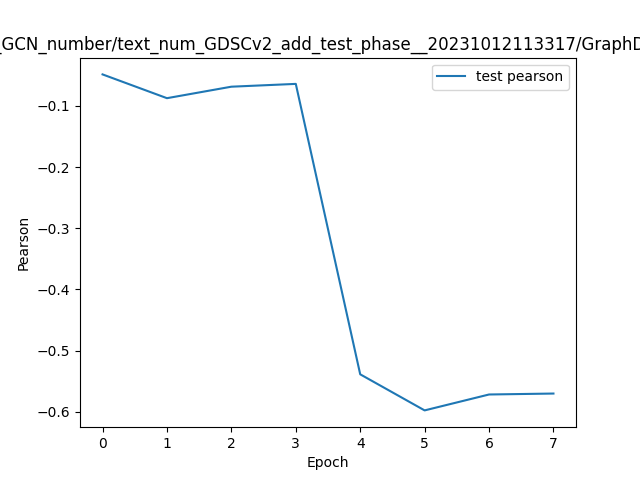 _GCN_number/text_num_GDSCv2_add_test_phase__20231012113317/GraphD
test pearson
Pearson
−0.1
−0.2
−0.3
−0.4
−0.5
−0.6
0 1 2 3 4 5 6 7
Epoch